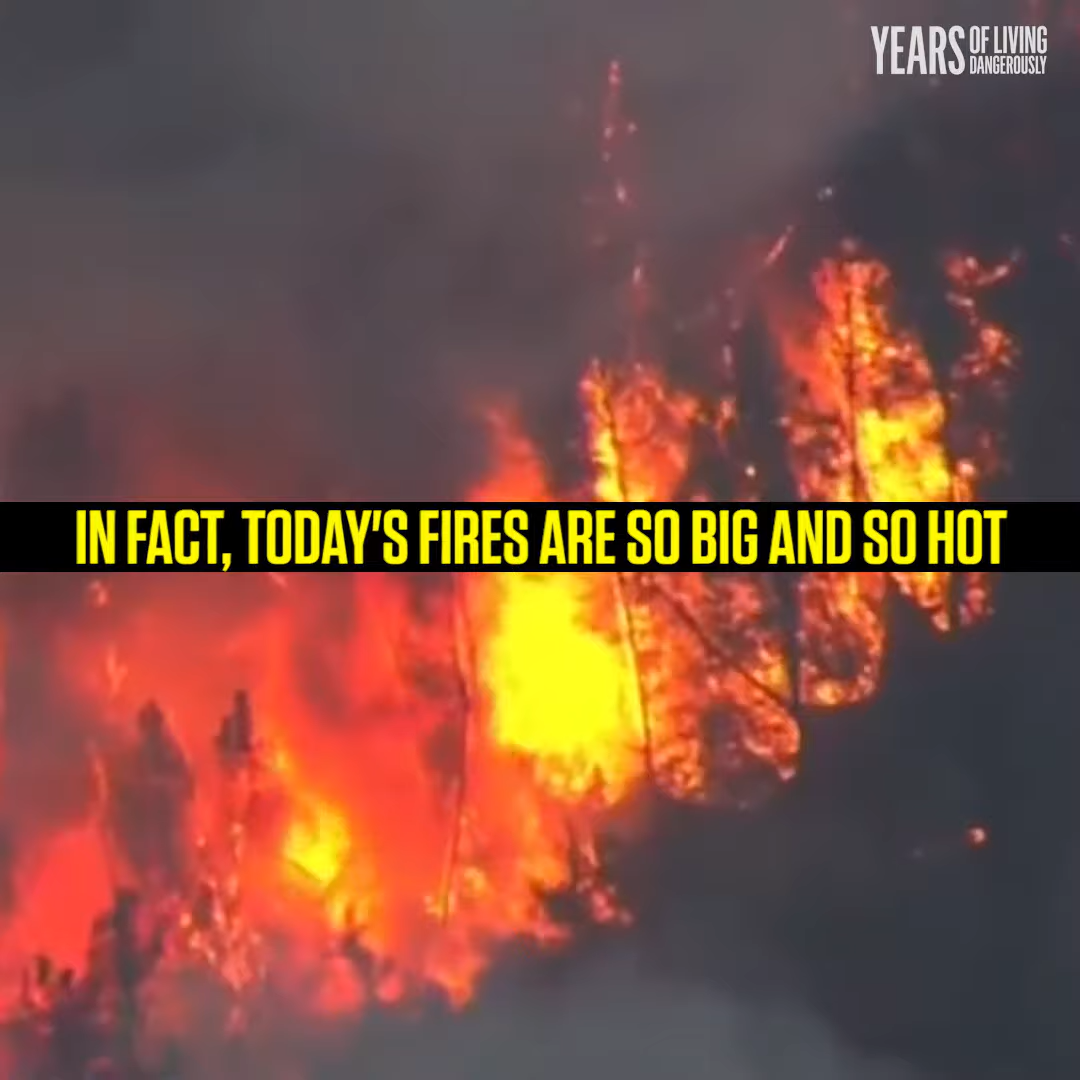 YEARS OF LIVING
DANGEROUSLY
IN FACT, TODAY'S FIRES ARE SO BIG AND SO HOT